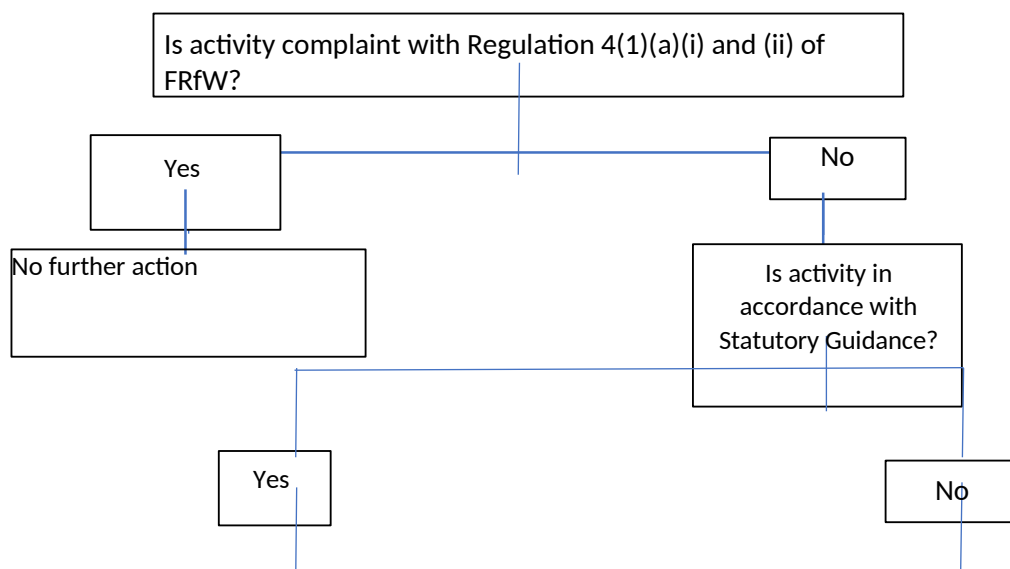 Is activity complaint with Regulation 4(1)(a)(i) and (ii) of
FRfW?
Yes
No
No further action
Is activity in
accordance with
Statutory Guidance?
Yes
No